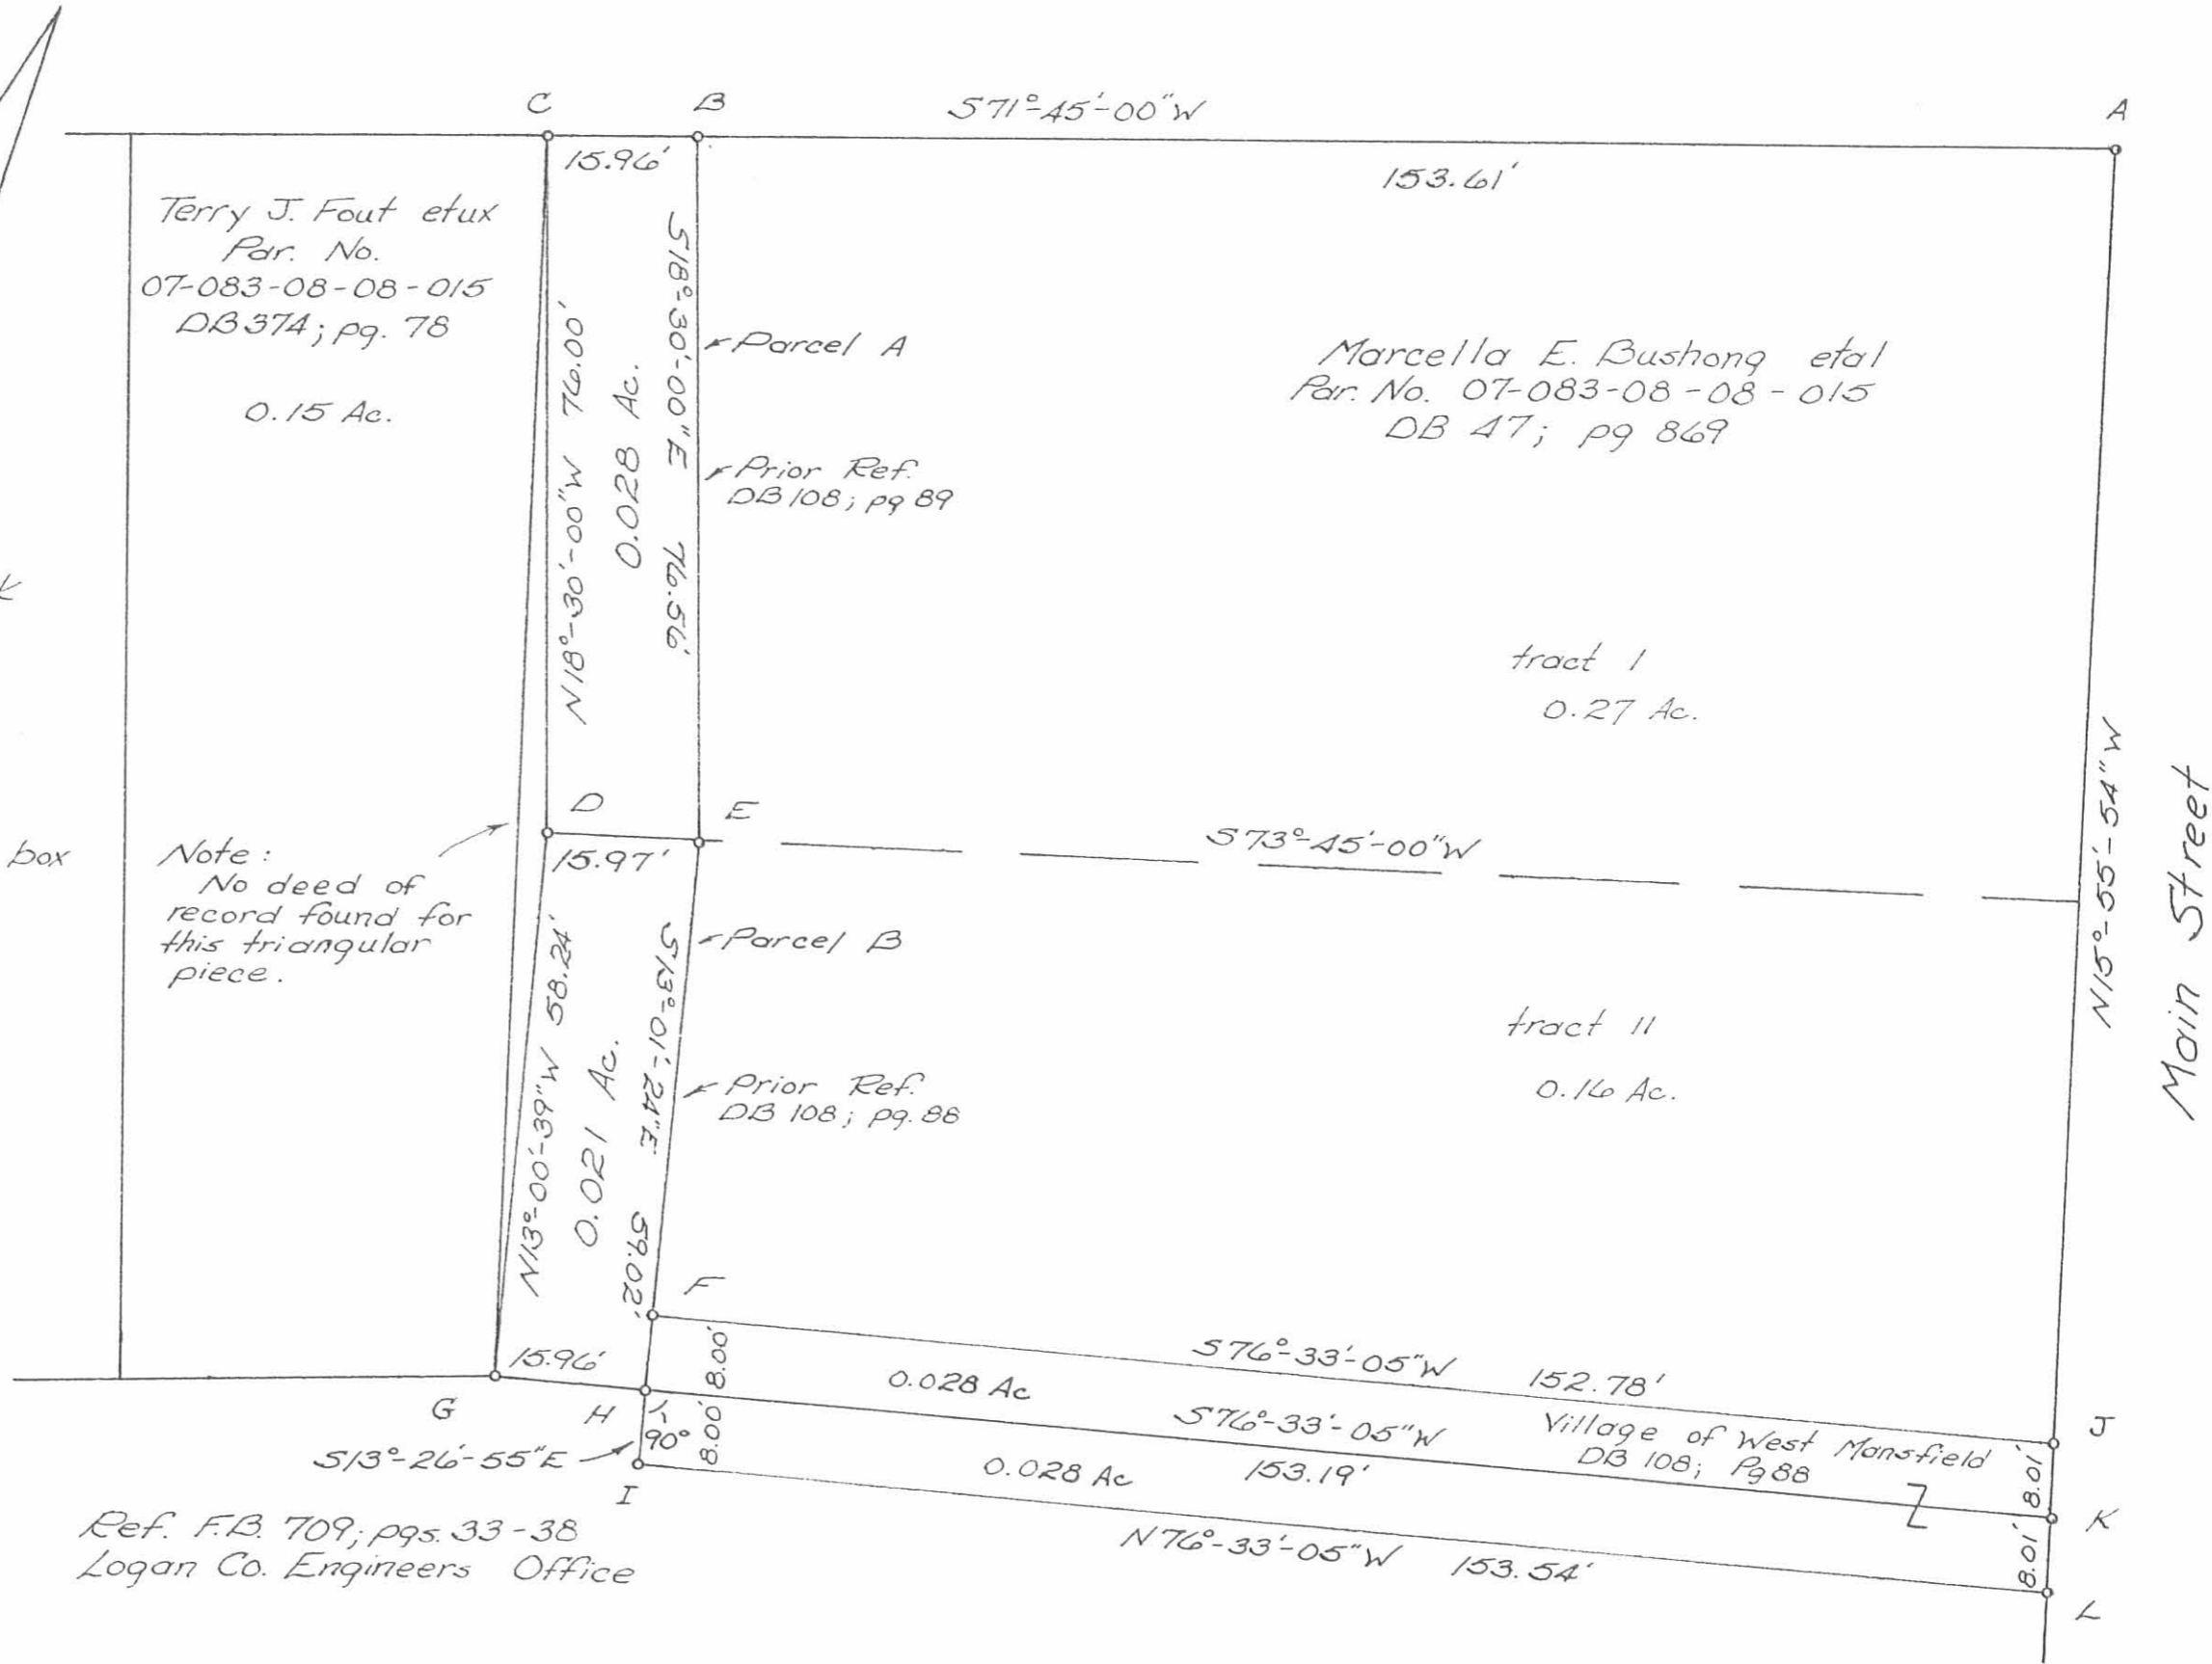 C
B
S71°-45'-00"W
A
15.96'
153.61'
Terry J. Fout etux
Par. No.
07-083-08-08-015
DB374; pg. 78
0.15 Ac.
N18°-30'-00"W 76.00'
0.028 Ac.
S18°-30'-00"E 76.56'
Parcel A
Prior Ref.
DB108; pg 89
Marcella E. Bushong etal
Par. No. 07-083-08-08-015
DB 47; pg 869
tract I
0.27 Ac.
N15°-55'-54"W
Main Street
D
E
15.97'
S73°-45'-00"W
box
Note:
No deed of
record found for
this triangular
piece.
N13°-00'-39"W 58.24'
0.021 Ac.
S13°-01'-24"E 59.02'
Parcel B
Prior Ref.
DB 108; pg. 88
tract II
0.16 Ac.
F
15.96'
8.00'
S76°-33'-05"W 152.78'
0.028 Ac
G
H
90°
8.00'
S76°-33'-05"W
153.19'
Village of West Mansfield
DB 108; Pg 88
J
8.01'
K
S13°-26'-55"E
I
0.028 Ac
N76°-33'-05"W 153.54'
8.01'
L
Ref. F.B. 709; pgs. 33-38
Logan Co. Engineers Office